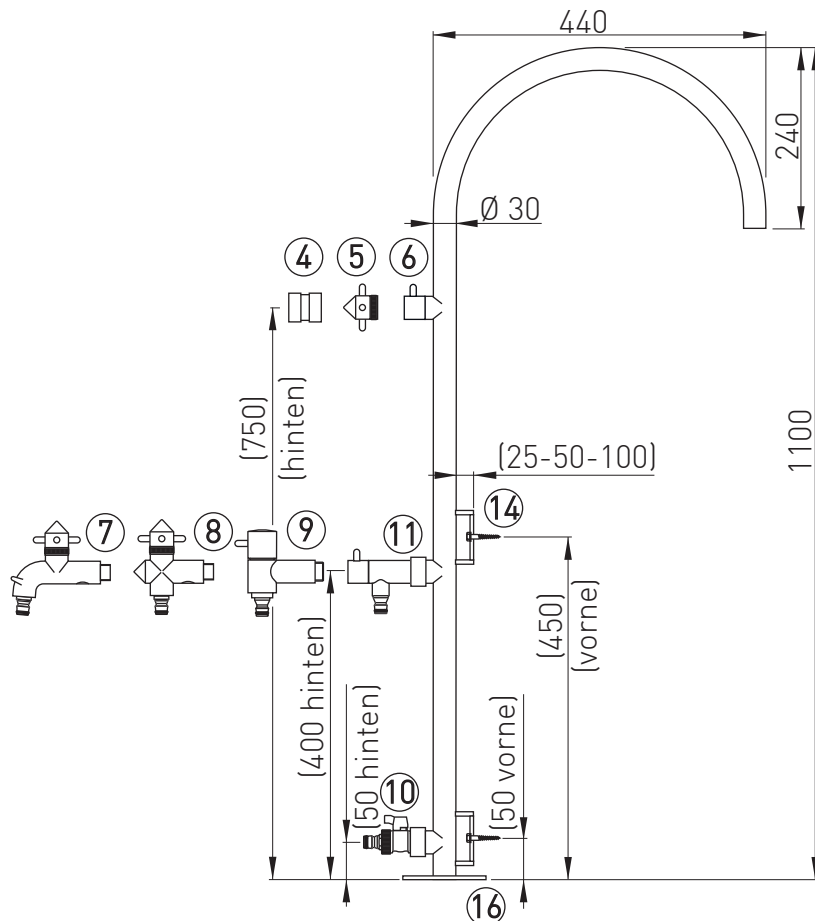 440
240
Ø 30
4
5
6
(750)
(hinten)
1100
(25-50-100)
14
7
8
9
11
(450)
(vorne)
(400 hinten)
(50 hinten)
10
(50 vorne)
16